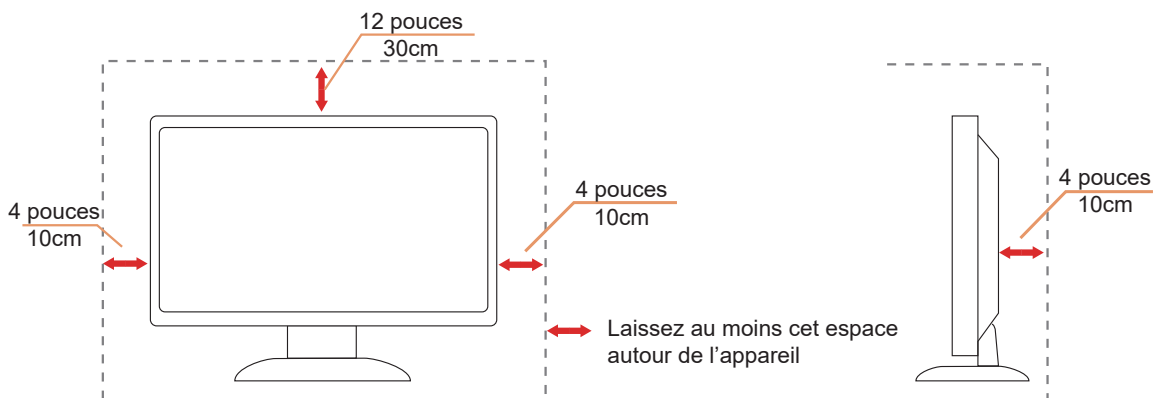 12 pouces
30cm
4 pouces
10cm
4 pouces
10cm
4 pouces
10cm
Laissez au moins cet espace
autour de l’appareil